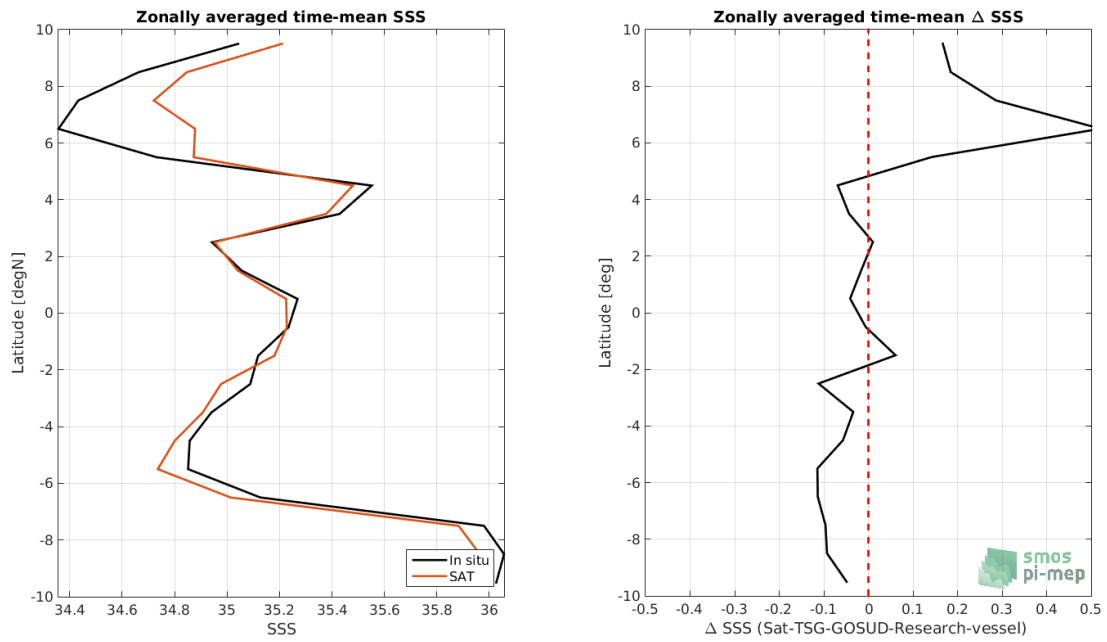 Zonally averaged time-mean SSS
10
8
6
4
2
0
-2
-4
-6
-8
-10
Latitude [degN]
34.4 34.6 34.8 35 35.2 35.4 35.6 35.8 36
SSS
In situ
SAT
Zonally averaged time-mean Δ SSS
10
8
6
4
2
0
-2
-4
-6
-8
-10
Latitude [deg]
-0.5 -0.4 -0.3 -0.2 -0.1 0 0.1 0.2 0.3 0.4 0.5
Δ SSS (Sat-TSG-GOSUD-Research-vessel)
smos
pi-mep